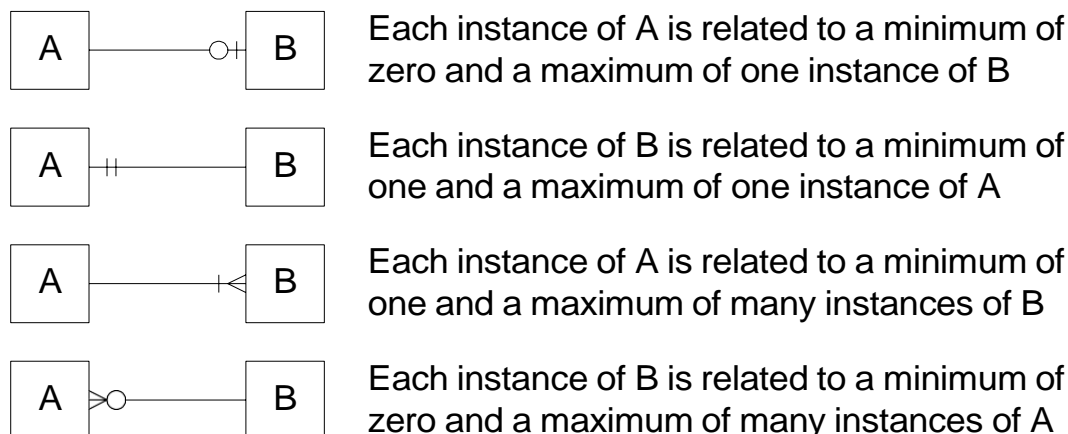 A B Each instance of A is related to a minimum of
zero and a maximum of one instance of B
A B Each instance of B is related to a minimum of
one and a maximum of one instance of A
A B Each instance of A is related to a minimum of
one and a maximum of many instances of B
A B Each instance of B is related to a minimum of
zero and a maximum of many instances of A